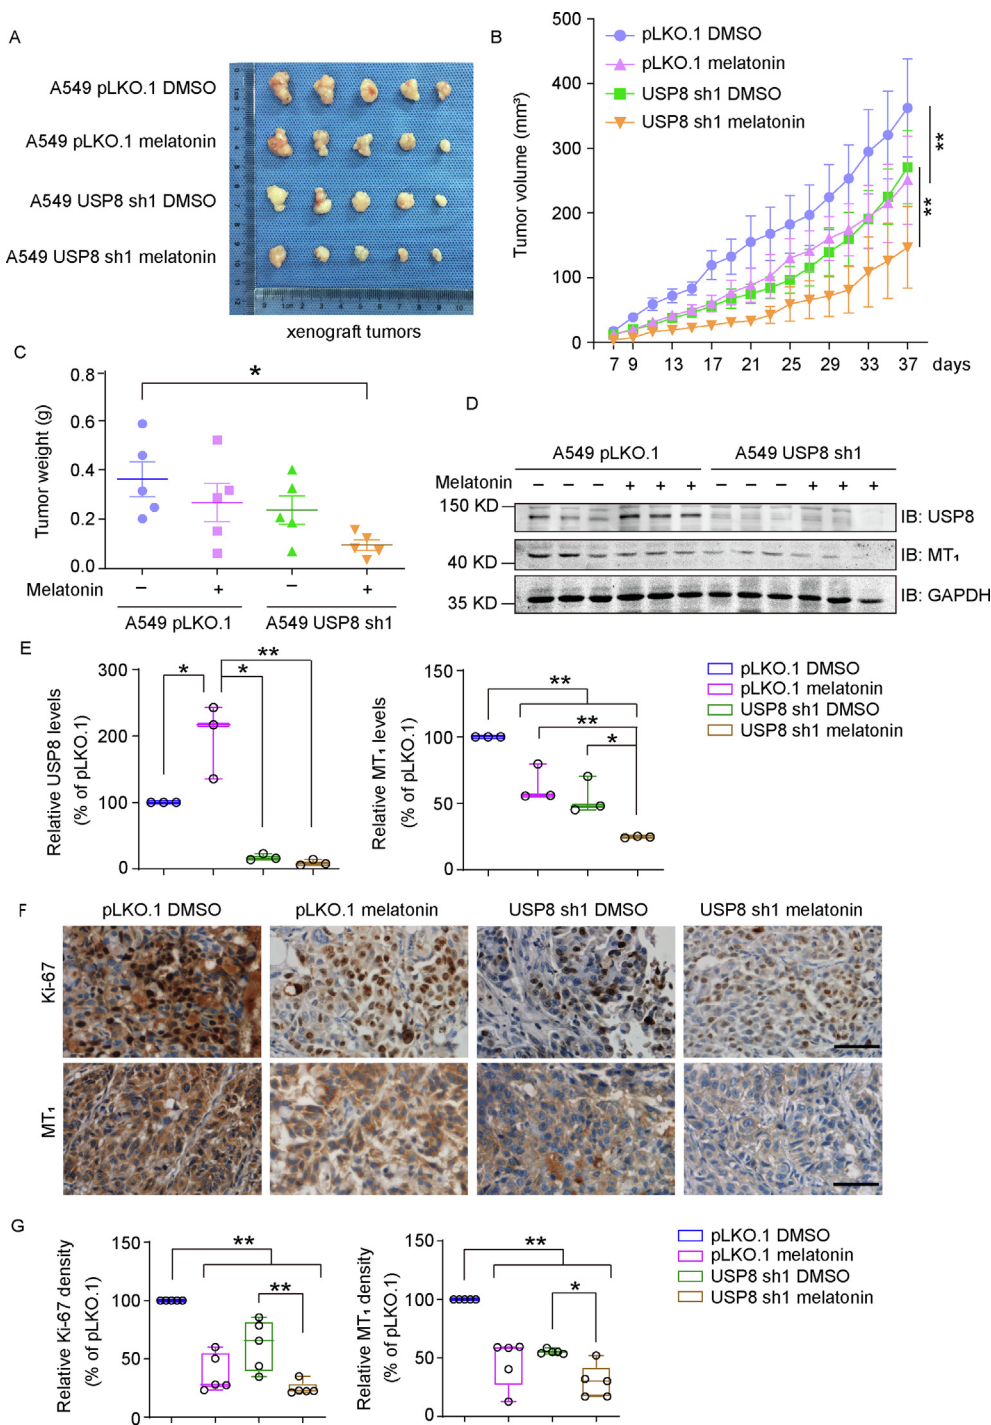 A
A549 pLKO.1 DMSO
A549 pLKO.1 melatonin
A549 USP8 sh1 DMSO
A549 USP8 sh1 melatonin
xenograft tumors
B
pLKO.1 DMSO
pLKO.1 melatonin
USP8 sh1 DMSO
USP8 sh1 melatonin
Tumor volume (mm³)
500
400
300
200
100
0
**
**
7 9 13 17 21 25 29 33 37 days
C
Tumor weight (g)
0.8
0.6
0.4
0.2
0.0
*
Melatonin − + − +
A549 pLKO.1 A549 USP8 sh1
D
A549 pLKO.1 A549 USP8 sh1
Melatonin − − − + + + − − − + + +
150 KD IB: USP8
40 KD IB: MT₁
35 KD IB: GAPDH
E
Relative USP8 levels
(% of pLKO.1)
300
200
100
0
* * **
Relative MT₁ levels
(% of pLKO.1)
150
100
50
0
**
**
*
pLKO.1 DMSO
pLKO.1 melatonin
USP8 sh1 DMSO
USP8 sh1 melatonin
F
pLKO.1 DMSO pLKO.1 melatonin USP8 sh1 DMSO USP8 sh1 melatonin
Ki-67
MT₁
G
Relative Ki-67 density
(% of pLKO.1)
150
100
50
0
**
**
Relative MT₁ density
(% of pLKO.1)
150
100
50
0
**
*
pLKO.1 DMSO
pLKO.1 melatonin
USP8 sh1 DMSO
USP8 sh1 melatonin